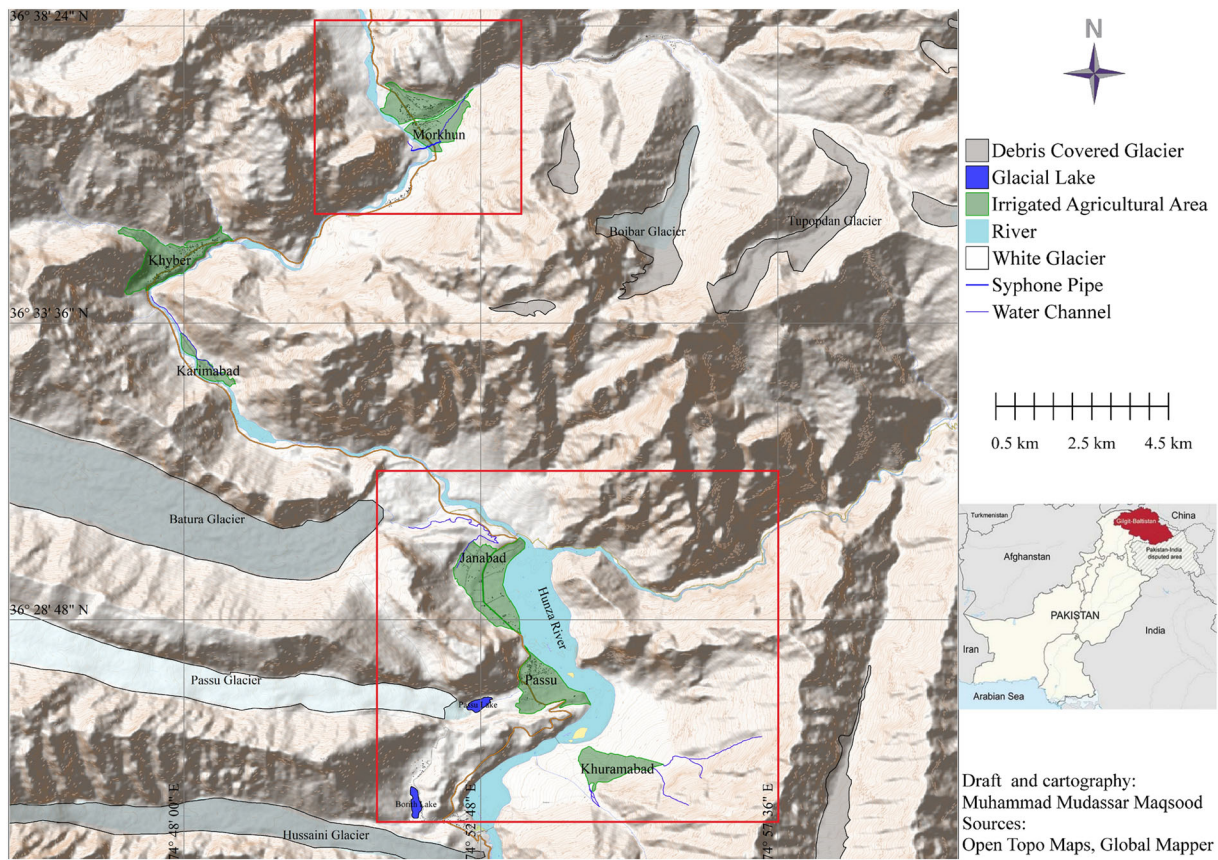 36° 38' 24" N
Morkhun
Boibar Glacier
Tupopdan Glacier
Khyber
36° 33' 36" N
Karimabad
Batura Glacier
Janabad
Hunza River
36° 28' 48" N
Passu Glacier
Passu
Passu Lake
Khuramabad
Borith Lake
Hussaini Glacier
74° 48' 00" E
74° 52' 48" E
74° 57' 36" E
N
Debris Covered Glacier
Glacial Lake
Irrigated Agricultural Area
River
White Glacier
Syphone Pipe
Water Channel
0.5 km 2.5 km 4.5 km
Turkmenistan
Gilgit-Baltistan
China
Afghanistan
Pakistan-India
disputed area
PAKISTAN
India
Iran
Arabian Sea
Draft and cartography:
Muhammad Mudassar Maqsood
Sources:
Open Topo Maps, Global Mapper